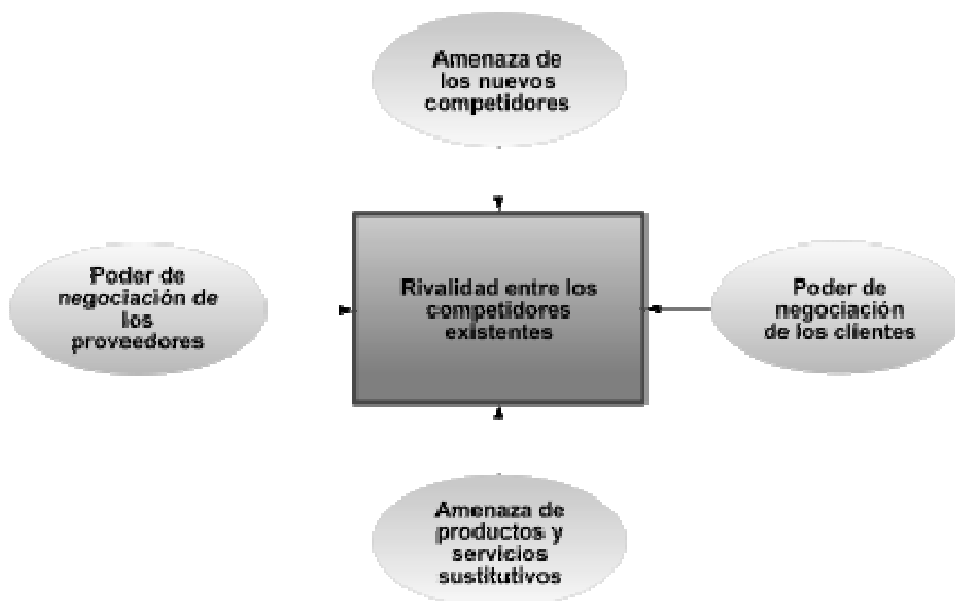 Amenaza de
los nuevos
competidores
Poder de
negociación de
los
proveedores
Rivalidad entre los
competidores
existentes
Poder de
negociación
de los clientes
Amenaza de
productos y
servicios
sustitutivos